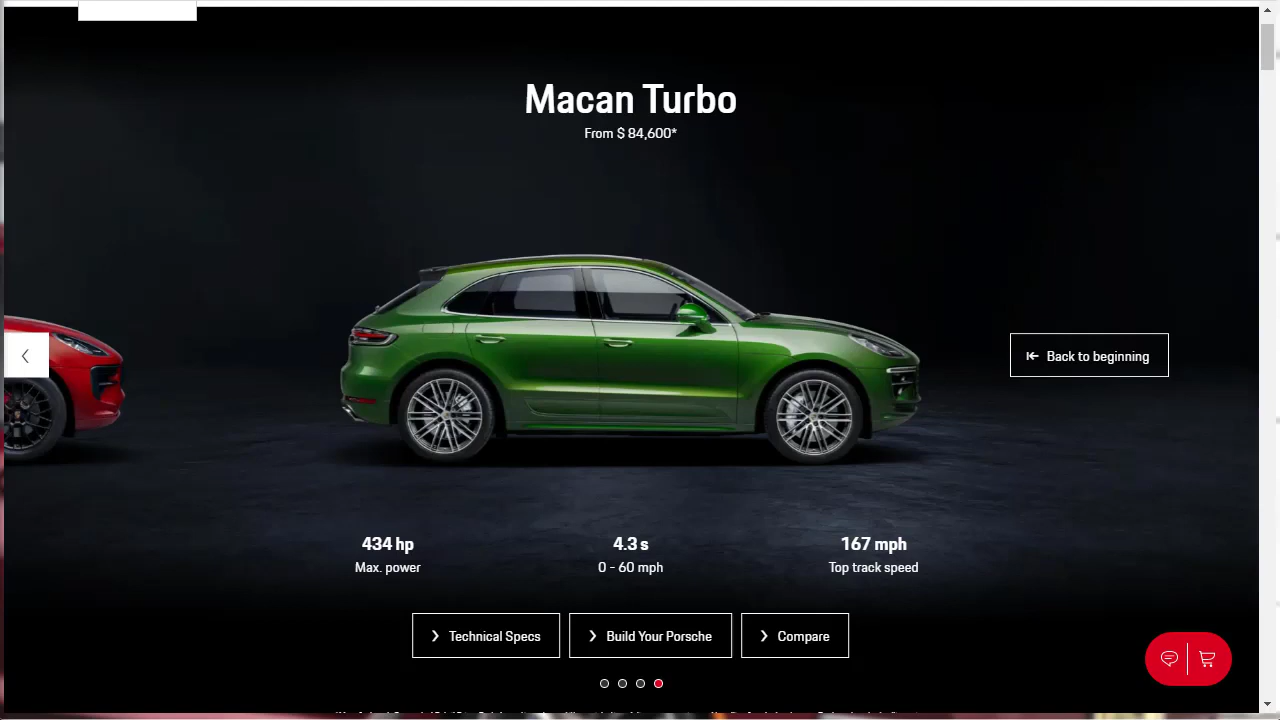 Macan Turbo
From $ 84,600*
Back to beginning
434 hp
4.3 s
167 mph
Max. power
0 - 60 mph
Top track speed
Technical Specs
Build Your Porsche
Compare